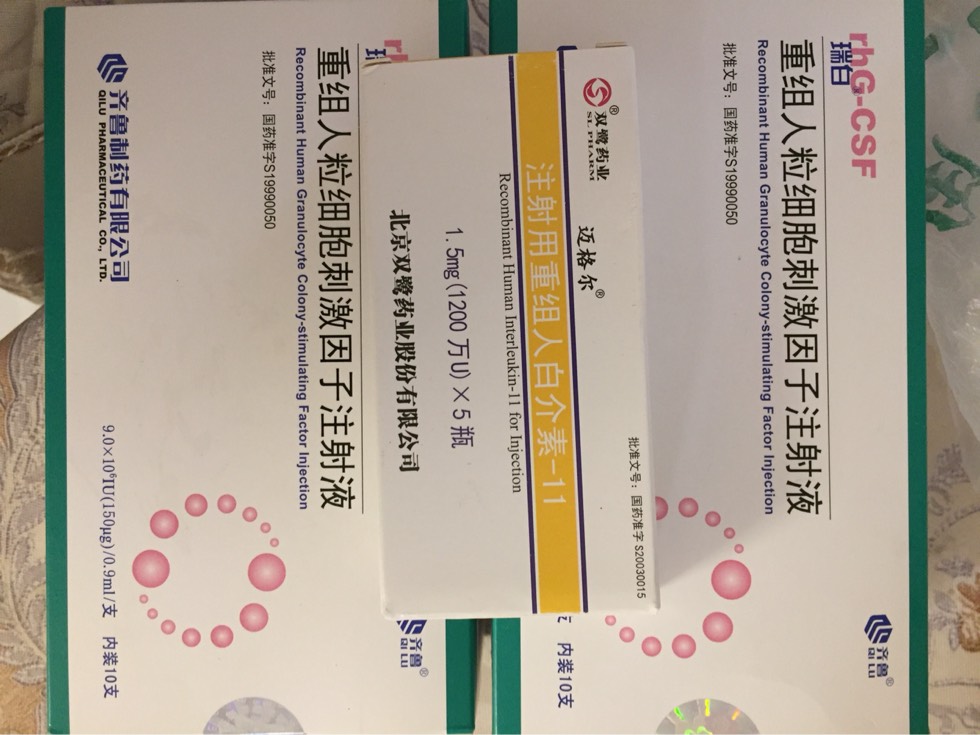 rhG-CSF
瑞白
重组人粒细胞刺激因子注射液
Recombinant Human Granulocyte Colony-stimulating Factor Injection
批准文号：国药准字S19990050
齐鲁®
QILU
内装10支
双鹭药业®
SL PHARM
迈格尔®
批准文号：国药准字S20030015
注射用重组人白介素-11
Recombinant Human Interleukin-11 for Injection
1.5mg(1200万U)×5瓶
北京双鹭药业股份有限公司
rh
瑞
重组人粒细胞刺激因子注射液
Recombinant Human Granulocyte Colony-stimulating Factor Injection
批准文号：国药准字S19990050
齐鲁®
QILU
齐鲁制药有限公司
QILU PHARMACEUTICAL CO., LTD.
9.0×10⁶IU(150μg)/0.9ml/支 内装10支